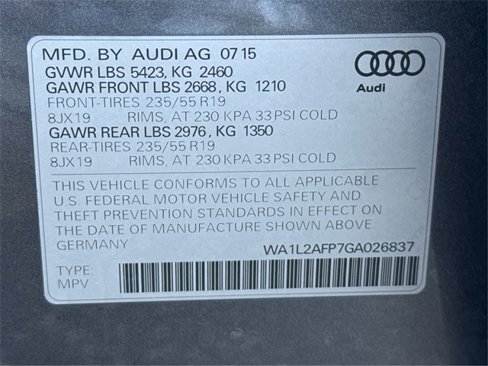 MFD. BY AUDI AG 07 15
GVWR LBS 5423, KG 2460
GAWR FRONT LBS 2668, KG 1210
FRONT-TIRES 235/55 R19
8JX19 RIMS, AT 230 KPA 33 PSI COLD
GAWR REAR LBS 2976, KG 1350
REAR-TIRES 235/55 R19
8JX19 RIMS, AT 230 KPA 33 PSI COLD
Audi
THIS VEHICLE CONFORMS TO ALL APPLICABLE
U.S. FEDERAL MOTOR VEHICLE SAFETY AND
THEFT PREVENTION STANDARDS IN EFFECT ON
THE DATE OF MANUFACTURE SHOWN ABOVE
GERMANY
WA1L2AFP7GA026837
TYPE
MPV